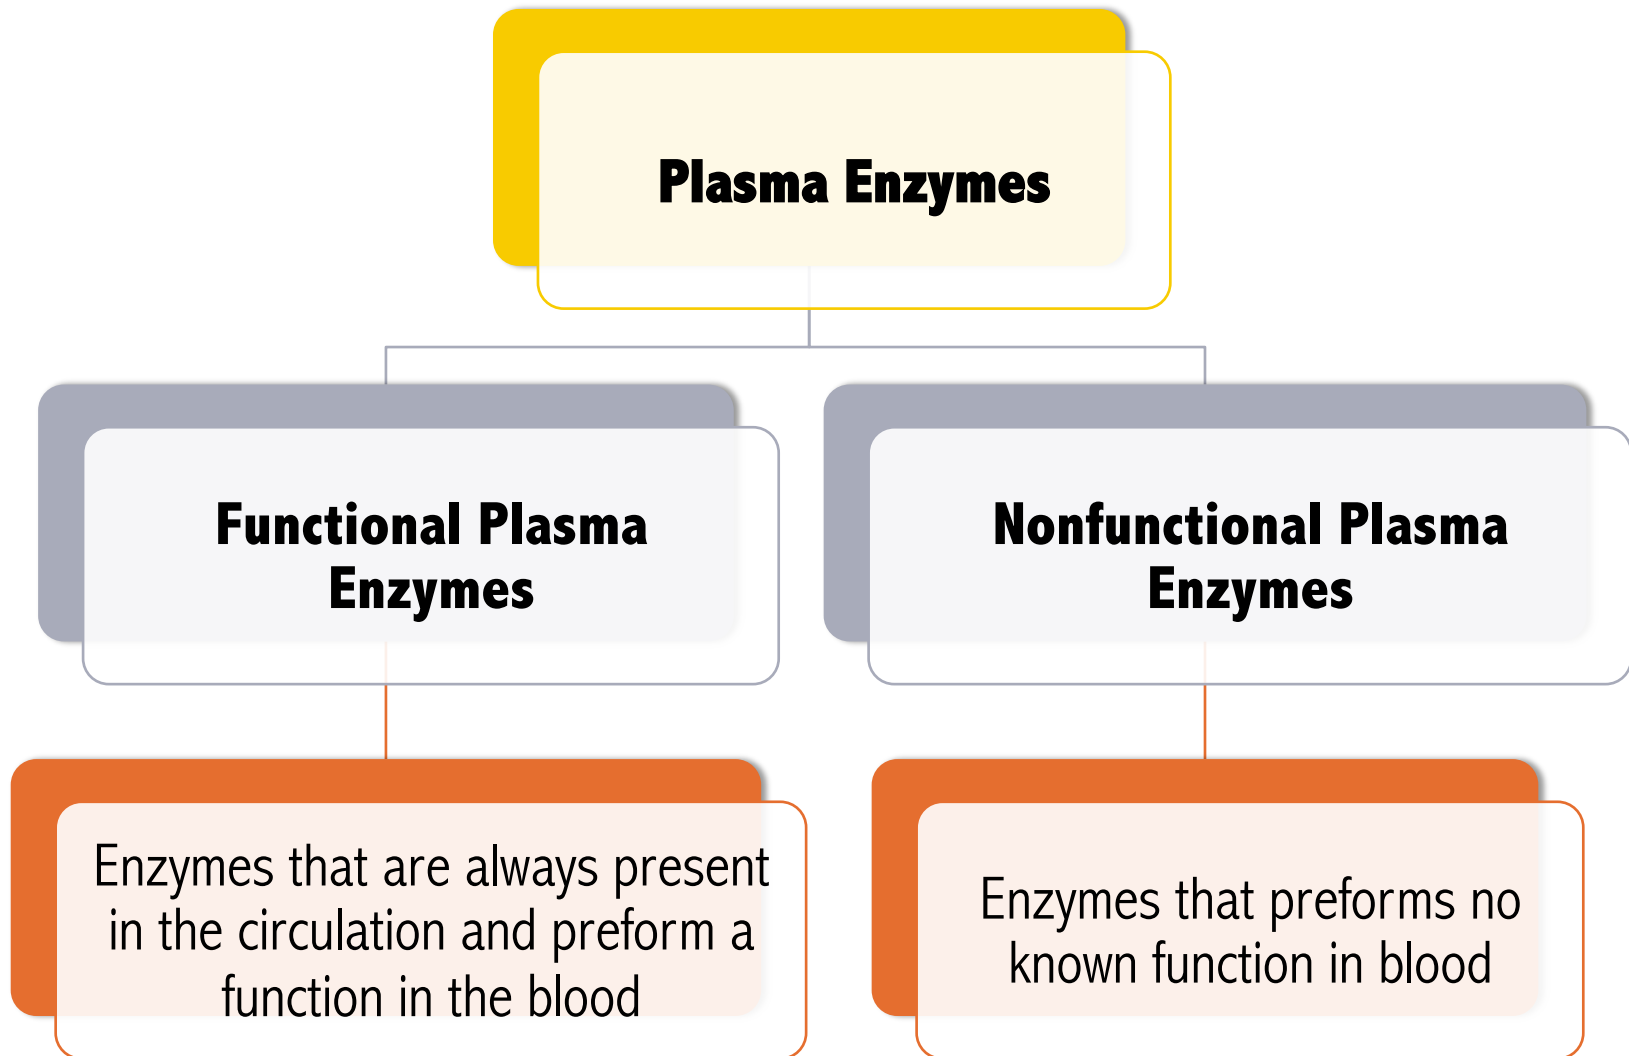 Plasma Enzymes
Functional Plasma
Enzymes
Nonfunctional Plasma
Enzymes
Enzymes that are always present
in the circulation and preform a
function in the blood
Enzymes that preforms no
known function in blood